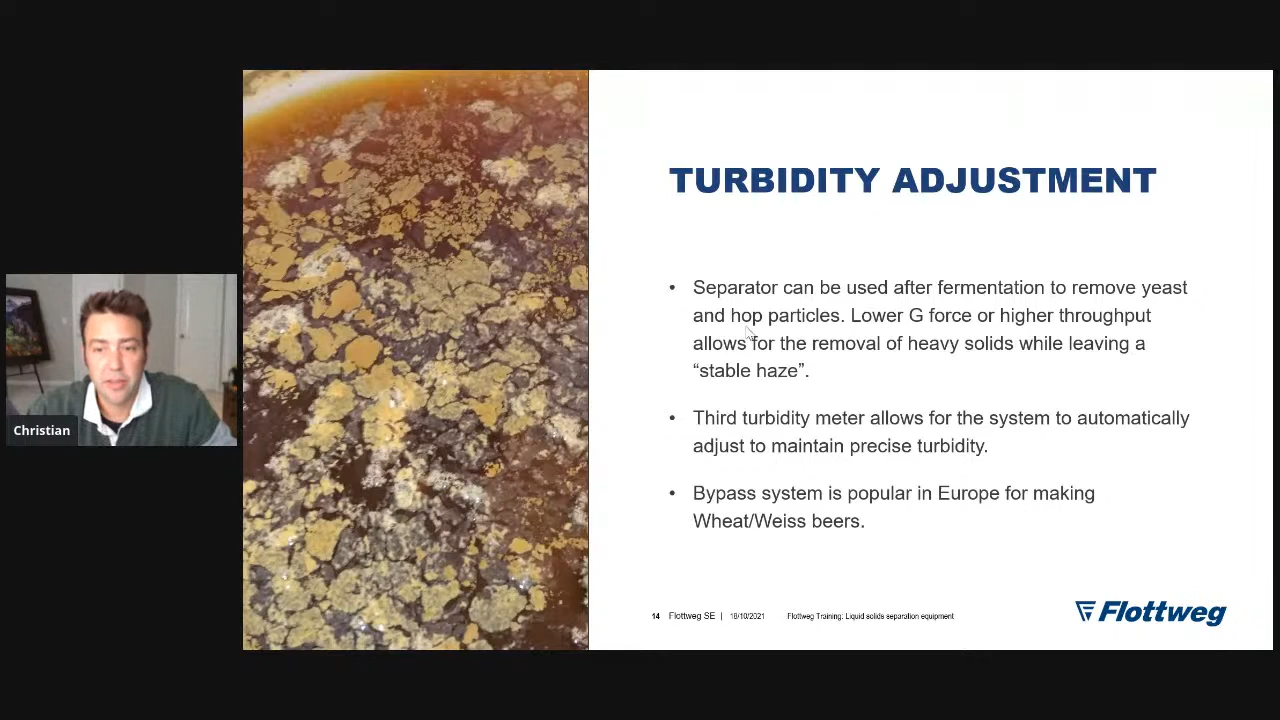 TURBIDITY ADJUSTMENT
• Separator can be used after fermentation to remove yeast
and hop particles. Lower G force or higher throughput
allows for the removal of heavy solids while leaving a
“stable haze”.
• Third turbidity meter allows for the system to automatically
adjust to maintain precise turbidity.
• Bypass system is popular in Europe for making
Wheat/Weiss beers.
Christian
14 Flottweg SE | 18/10/2021 Flottweg Training: Liquid solids separation equipment
Flottweg